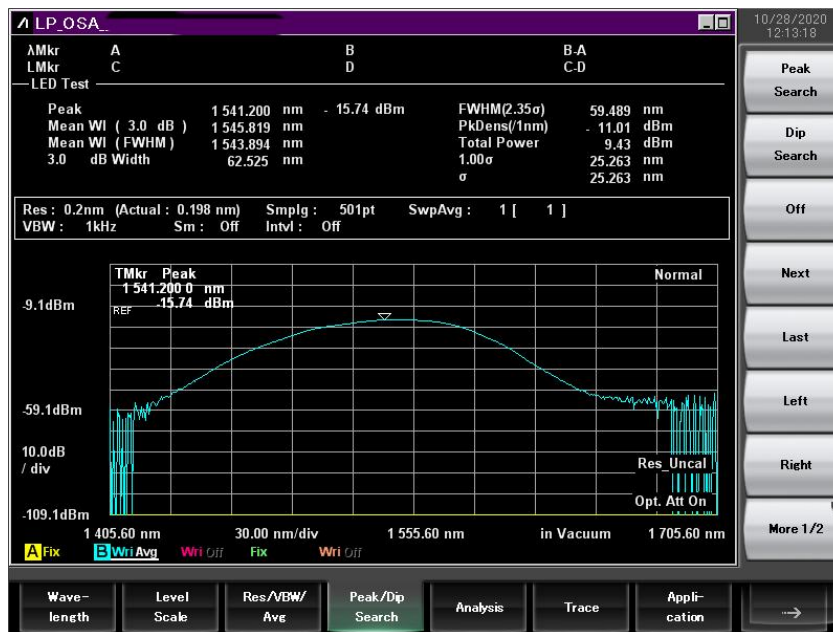 LP_OSA_
10/28/2020
12:13:18
λMkr A B B-A
LMkr C D C-D
LED Test
Peak 1 541.200 nm - 15.74 dBm FWHM(2.35σ) 59.489 nm
Mean Wl ( 3.0 dB ) 1 545.819 nm PkDens(/1nm) - 11.01 dBm
Mean Wl ( FWHM ) 1 543.894 nm Total Power 9.43 dBm
3.0 dB Width 62.525 nm 1.00σ 25.263 nm
σ 25.263 nm
Res : 0.2nm (Actual : 0.198 nm) Smplg : 501pt SwpAvg : 1 [ 1 ]
VBW : 1kHz Sm : Off Intvl : Off
TMkr Peak Normal
1 541.200 0 nm
-15.74 dBm
-9.1dBm REF
-59.1dBm
10.0dB
/ div
Res_Uncal
Opt. Att On
-109.1dBm
1 405.60 nm 30.00 nm/div 1 555.60 nm in Vacuum 1 705.60 nm
A Fix B Wri Avg Wri Off Fix Wri Off
Peak
Search
Dip
Search
Off
Next
Last
Left
Right
More 1/2
Wave-
length
Level
Scale
Res/VBW/
Avg
Peak/Dip
Search
Analysis
Trace
Appli-
cation
→